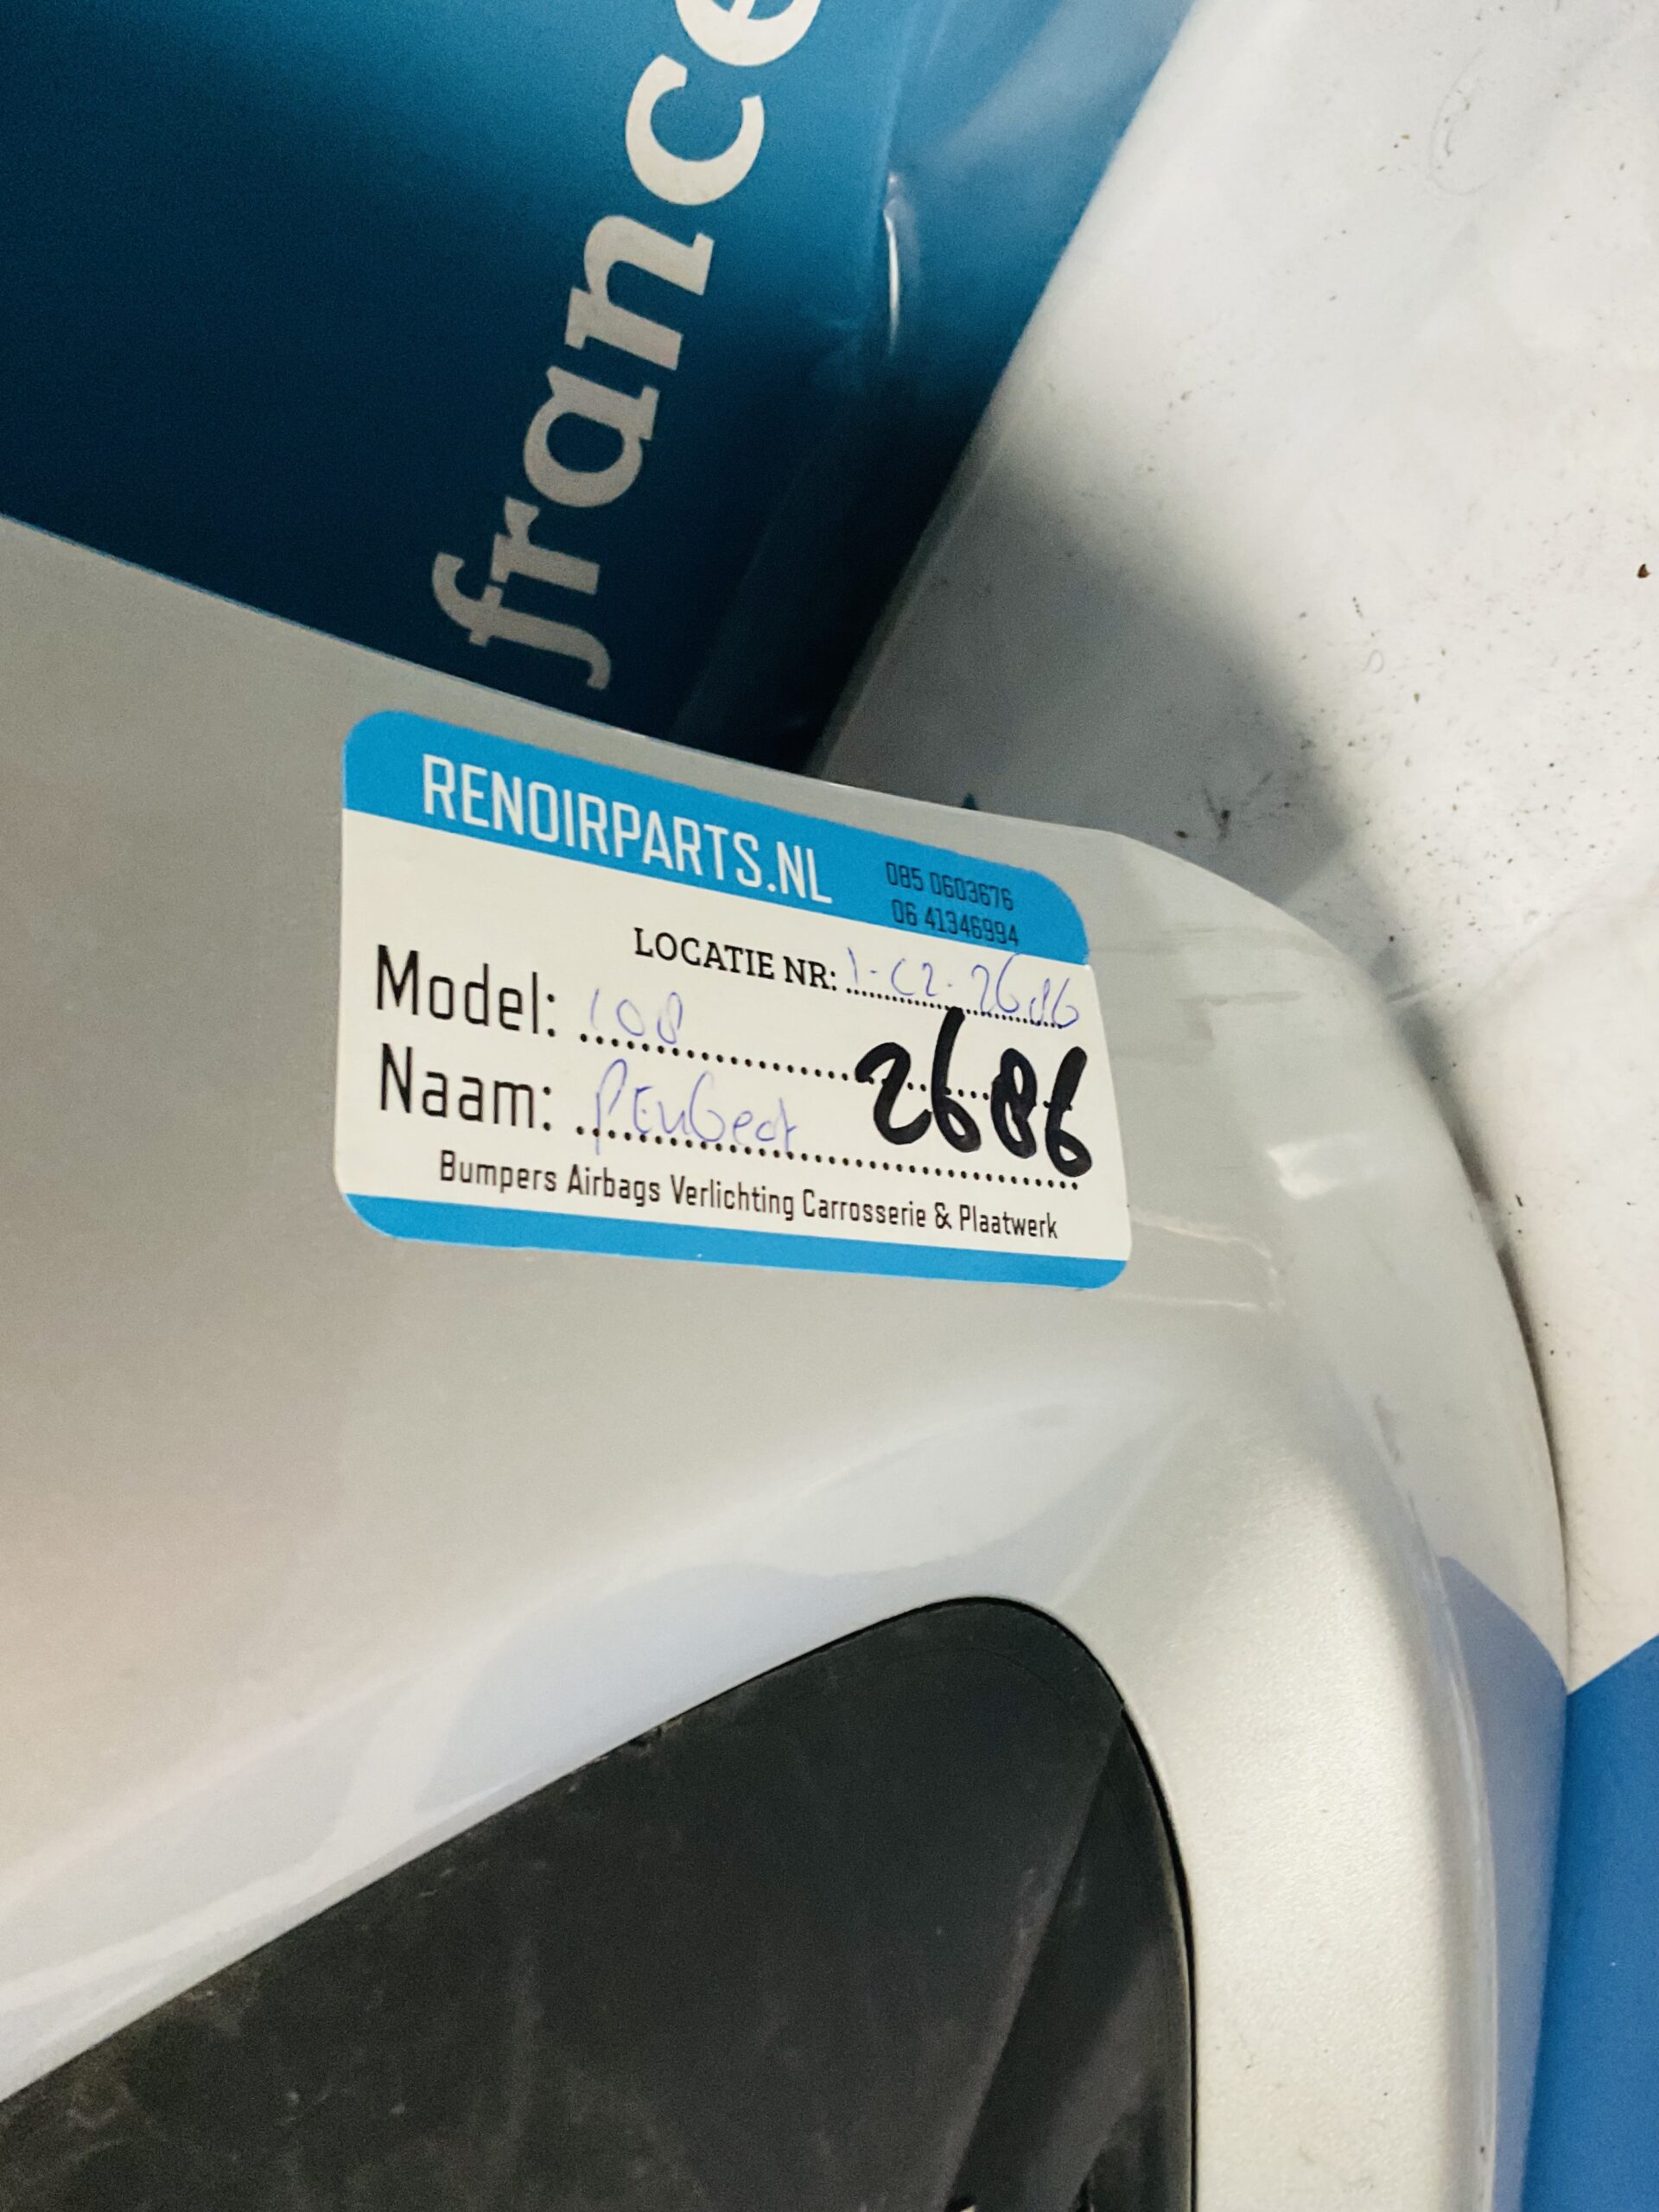 france
RENOIRPARTS.NL
085 0603676
06 41346994
LOCATIE NR: 1-C2-2686
Model: 108
2686
Naam: PEuGeot
Bumpers Airbags Verlichting Carrosserie & Plaatwerk